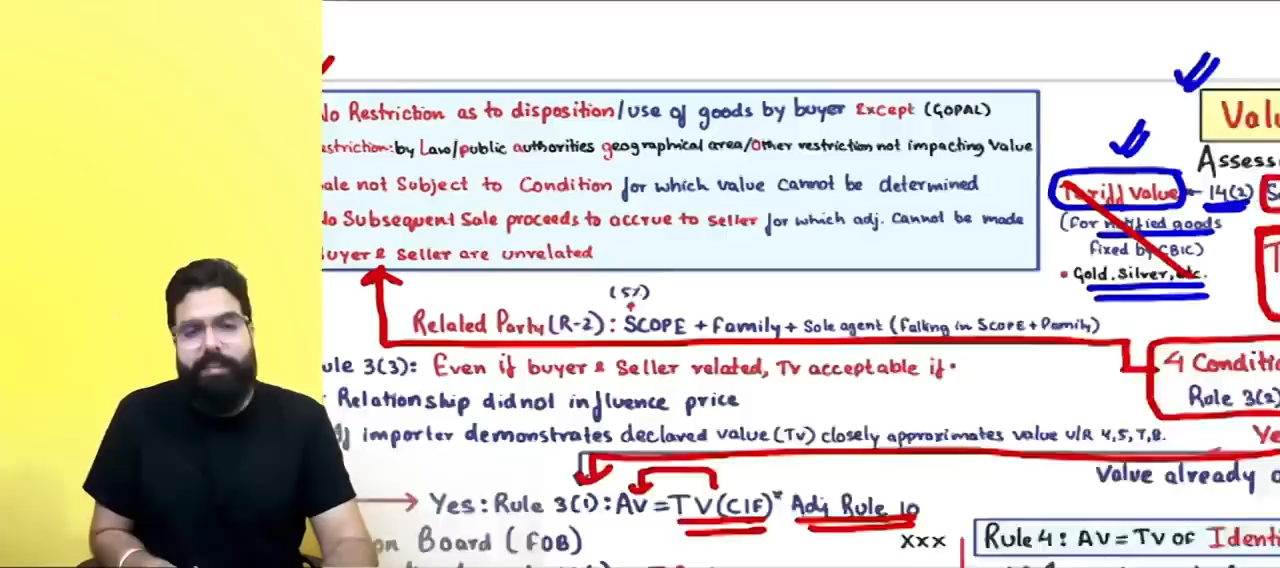 No Restriction as to disposition/use of goods by buyer Except (GOPAL)
estriction: by Law/public authorities geographical area/Other restriction not impacting Value
ale not Subject to Condition for which value cannot be determined
No Subsequent Sale proceeds to accrue to seller for which adj. cannot be made
uyer & Seller are unrelated
Valu
Assess
Tariff Value - 14(2)
(for notified goods
fixed by CBIC)
• Gold, Silver, etc.
(5%)
Related Party (R-2): SCOPE + Family + Sole agent (Falling in SCOPE + Family)
4 Conditi
Rule 3(2)
ule 3(3): Even if buyer & Seller related, Tv acceptable if•
Relationship did not influence price
If importer demonstrates declared value (Tv) closely approximates value u/R 4,5,7,8.
Ye
Value already
Yes: Rule 3(1): AV = TV(CIF)* Adj Rule 10
on Board (FOB)
xxx
Rule 4: AV = TV of Identi